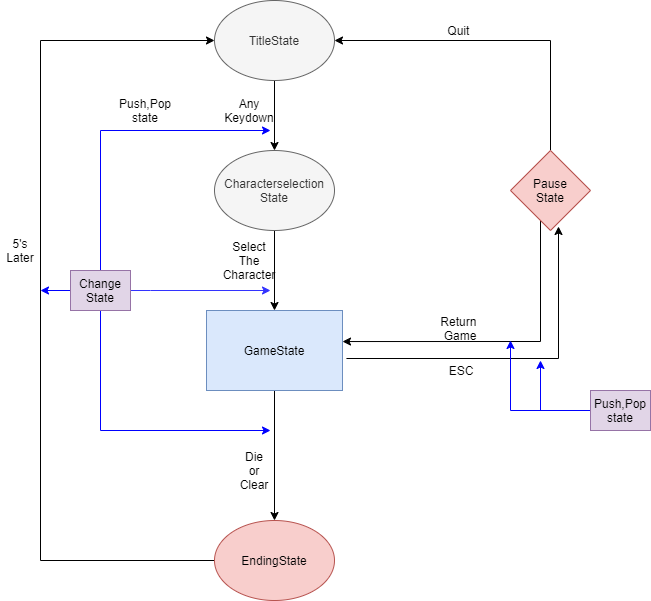 Quit
TitleState
Push,Pop
state
Any
Keydown
Characterselection
State
Pause
State
5's
Later
Select
The
Character
Change
State
Return
Game
GameState
ESC
Push,Pop
state
Die
or
Clear
EndingState